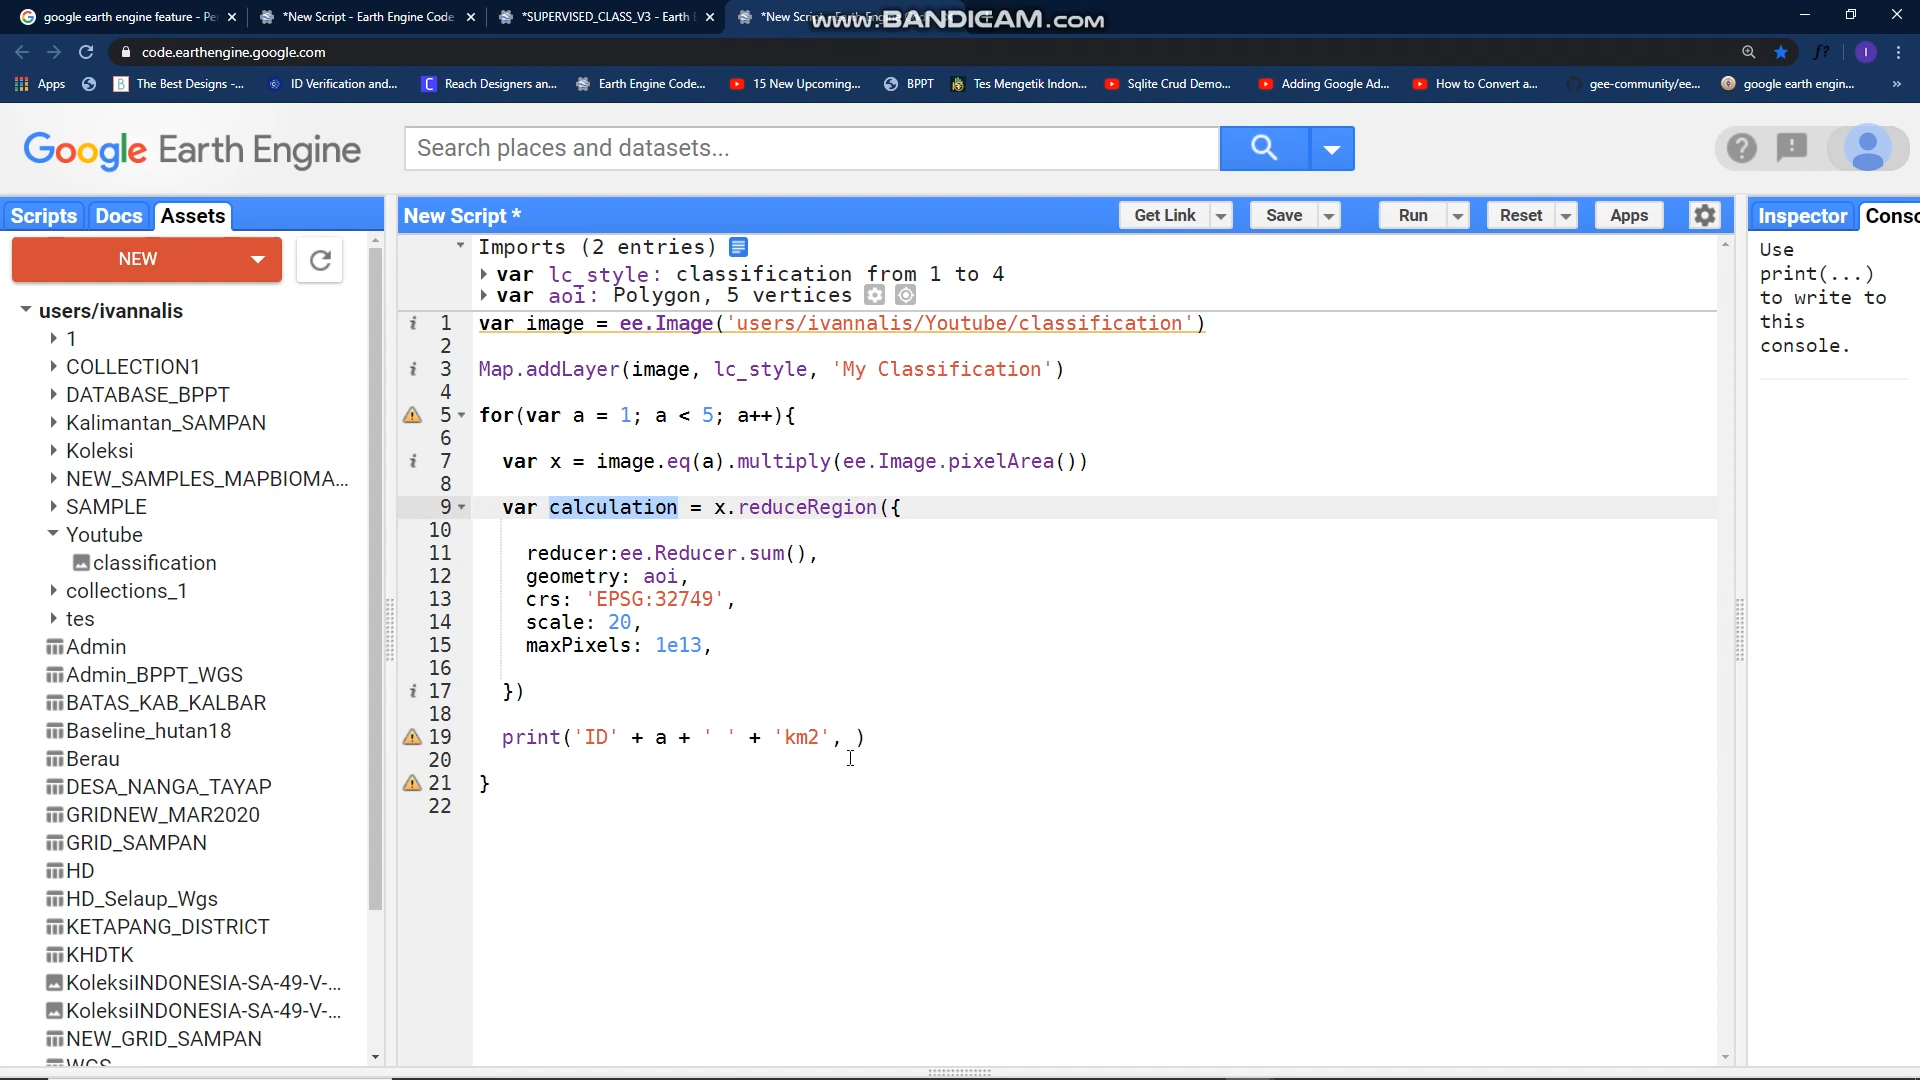 google earth engine feature - Pe
*New Script - Earth Engine Code
*SUPERVISED_CLASS_V3 - Earth E
*New Scri
www.BANDICAM.com
code.earthengine.google.com
Apps
The Best Designs -...
ID Verification and...
Reach Designers an...
Earth Engine Code...
15 New Upcoming...
BPPT
Tes Mengetik Indon...
Sqlite Crud Demo...
Adding Google Ad...
How to Convert a...
gee-community/ee...
google earth engin...
Google Earth Engine
Search places and datasets...
Scripts
Docs
Assets
NEW
users/ivannalis
1
COLLECTION1
DATABASE_BPPT
Kalimantan_SAMPAN
Koleksi
NEW_SAMPLES_MAPBIOMA...
SAMPLE
Youtube
classification
collections_1
tes
Admin
Admin_BPPT_WGS
BATAS_KAB_KALBAR
Baseline_hutan18
Berau
DESA_NANGA_TAYAP
GRIDNEW_MAR2020
GRID_SAMPAN
HD
HD_Selaup_Wgs
KETAPANG_DISTRICT
KHDTK
KoleksiINDONESIA-SA-49-V-...
KoleksiINDONESIA-SA-49-V-...
NEW_GRID_SAMPAN
New Script *
Get Link
Save
Run
Reset
Apps
Imports (2 entries)
var lc_style: classification from 1 to 4
var aoi: Polygon, 5 vertices
1 var image = ee.Image('users/ivannalis/Youtube/classification')
2
3 Map.addLayer(image, lc_style, 'My Classification')
4
5 for(var a = 1; a < 5; a++){
6
7 var x = image.eq(a).multiply(ee.Image.pixelArea())
8
9 var calculation = x.reduceRegion({
10
11 reducer:ee.Reducer.sum(),
12 geometry: aoi,
13 crs: 'EPSG:32749',
14 scale: 20,
15 maxPixels: 1e13,
16
17 })
18
19 print('ID' + a + ' ' + 'km2', )
20
21 }
22
Inspector
Conso
Use
print(...)
to write to
this
console.